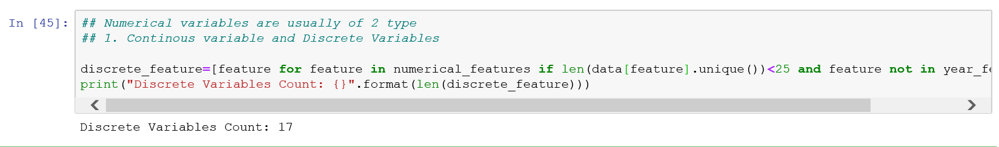 In [45]:
## Numerical variables are usually of 2 type
## 1. Continous variable and Discrete Variables
discrete_feature=[feature for feature in numerical_features if len(data[feature].unique())<25 and feature not in
print("Discrete Variables Count: {}".format(len(discrete_feature)))
Discrete Variables Count: 17